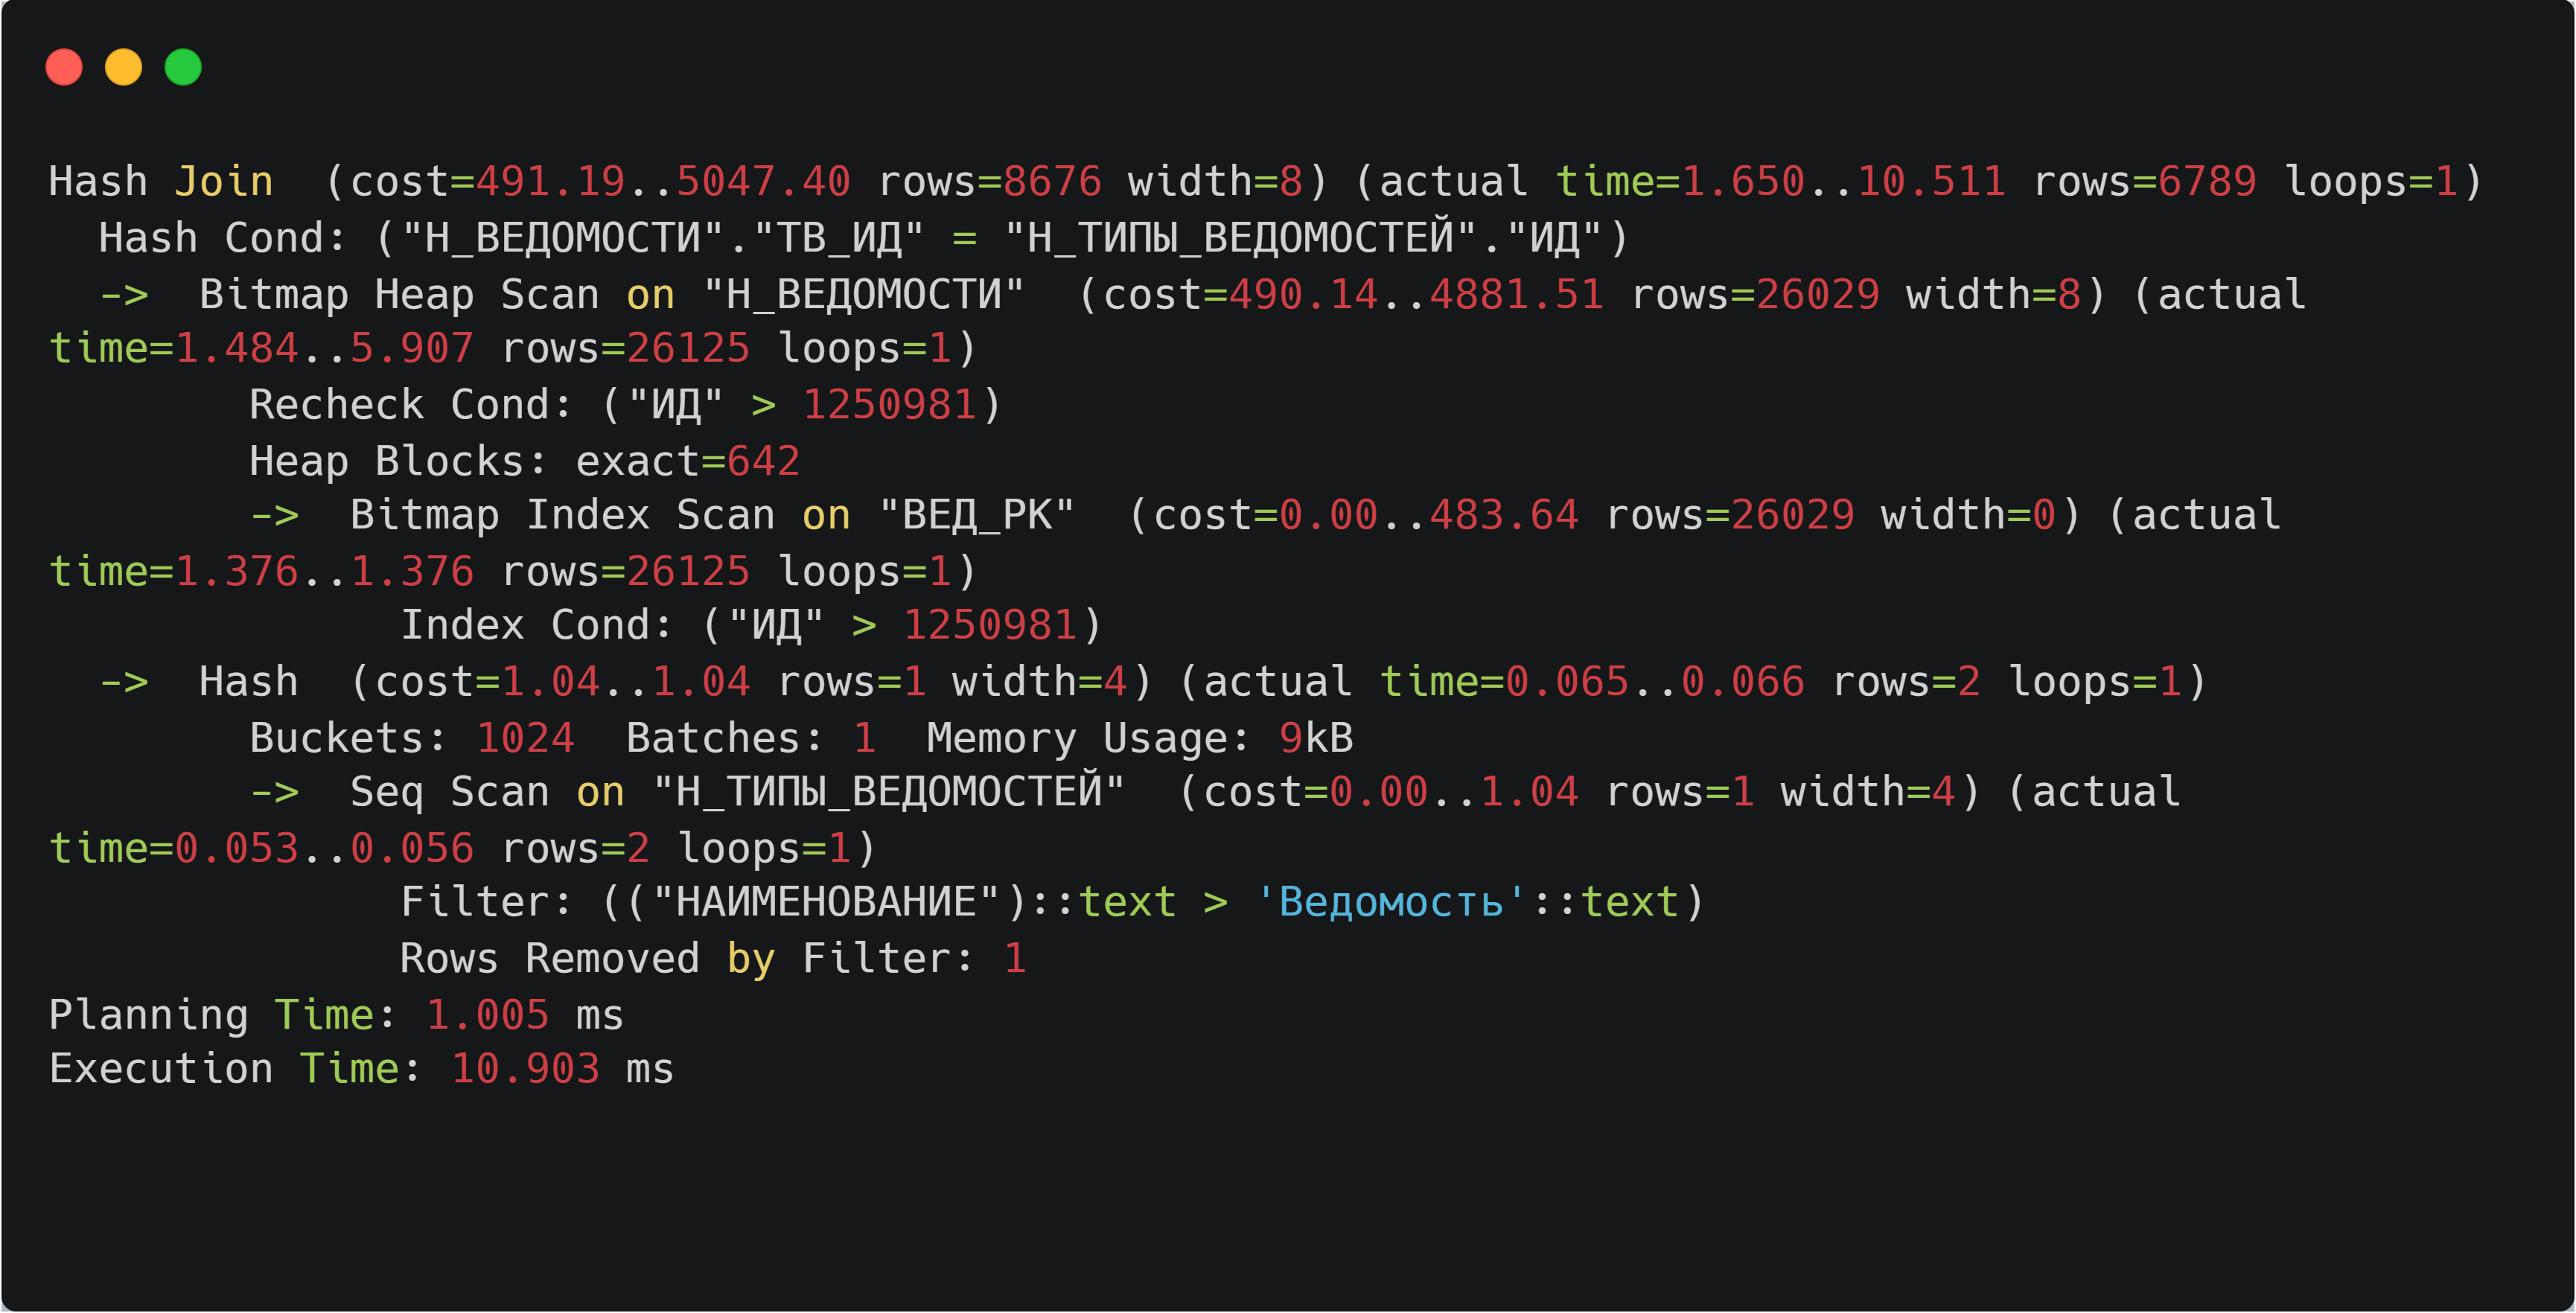 Hash Join  (cost=491.19..5047.40 rows=8676 width=8) (actual time=1.650..10.511 rows=6789 loops=1)
  Hash Cond: ("Н_ВЕДОМОСТИ"."ТВ_ИД" = "Н_ТИПЫ_ВЕДОМОСТЕЙ"."ИД")
  ->  Bitmap Heap Scan on "Н_ВЕДОМОСТИ"  (cost=490.14..4881.51 rows=26029 width=8) (actual
time=1.484..5.907 rows=26125 loops=1)
        Recheck Cond: ("ИД" > 1250981)
        Heap Blocks: exact=642
        ->  Bitmap Index Scan on "ВЕД_РК"  (cost=0.00..483.64 rows=26029 width=0) (actual
time=1.376..1.376 rows=26125 loops=1)
              Index Cond: ("ИД" > 1250981)
  ->  Hash  (cost=1.04..1.04 rows=1 width=4) (actual time=0.065..0.066 rows=2 loops=1)
        Buckets: 1024  Batches: 1  Memory Usage: 9kB
        ->  Seq Scan on "Н_ТИПЫ_ВЕДОМОСТЕЙ"  (cost=0.00..1.04 rows=1 width=4) (actual
time=0.053..0.056 rows=2 loops=1)
              Filter: (("НАИМЕНОВАНИЕ")::text > 'Ведомость'::text)
              Rows Removed by Filter: 1
Planning Time: 1.005 ms
Execution Time: 10.903 ms